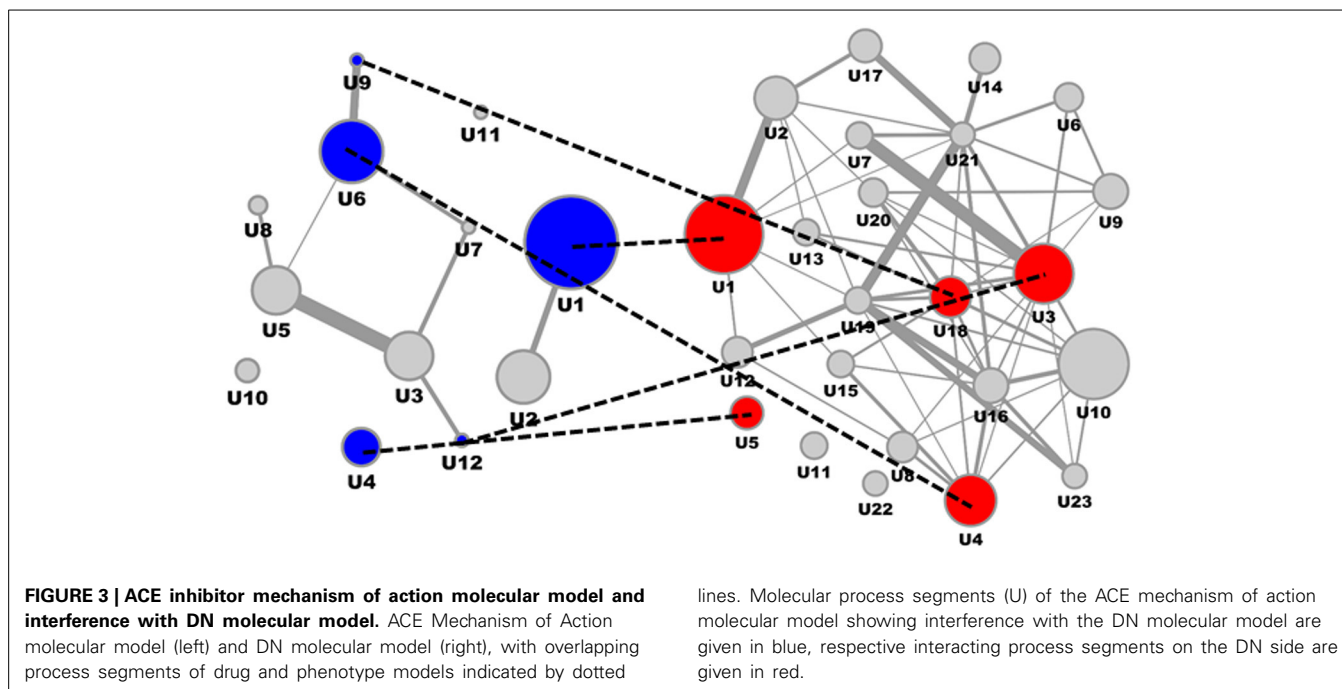 U9
U11
U6
U8
U7
U5
U1
U3
U10
U2
U4
U12
U17
U14
U2
U6
U7
U21
U20
U9
U13
U1
U3
U19
U18
U12
U15
U16
U10
U5
U11
U8
U23
U22
U4
FIGURE 3 | ACE inhibitor mechanism of action molecular model and
interference with DN molecular model. ACE Mechanism of Action
molecular model (left) and DN molecular model (right), with overlapping
process segments of drug and phenotype models indicated by dotted
lines. Molecular process segments (U) of the ACE mechanism of action
molecular model showing interference with the DN molecular model are
given in blue, respective interacting process segments on the DN side are
given in red.